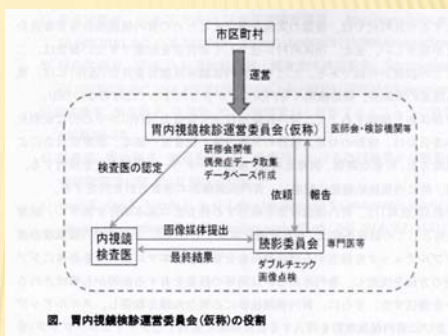 市区町村
運営
胃内視鏡検診運営委員会(仮称)
医師会・検診機関等
研修会開催
偶発症データ収集
データベース作成
検査医の認定
依頼
報告
内視鏡
検査医
画像媒体提出
最終結果
読影委員会
専門医等
ダブルチェック
画像点検
図. 胃内視鏡検診運営委員会(仮称)の役割